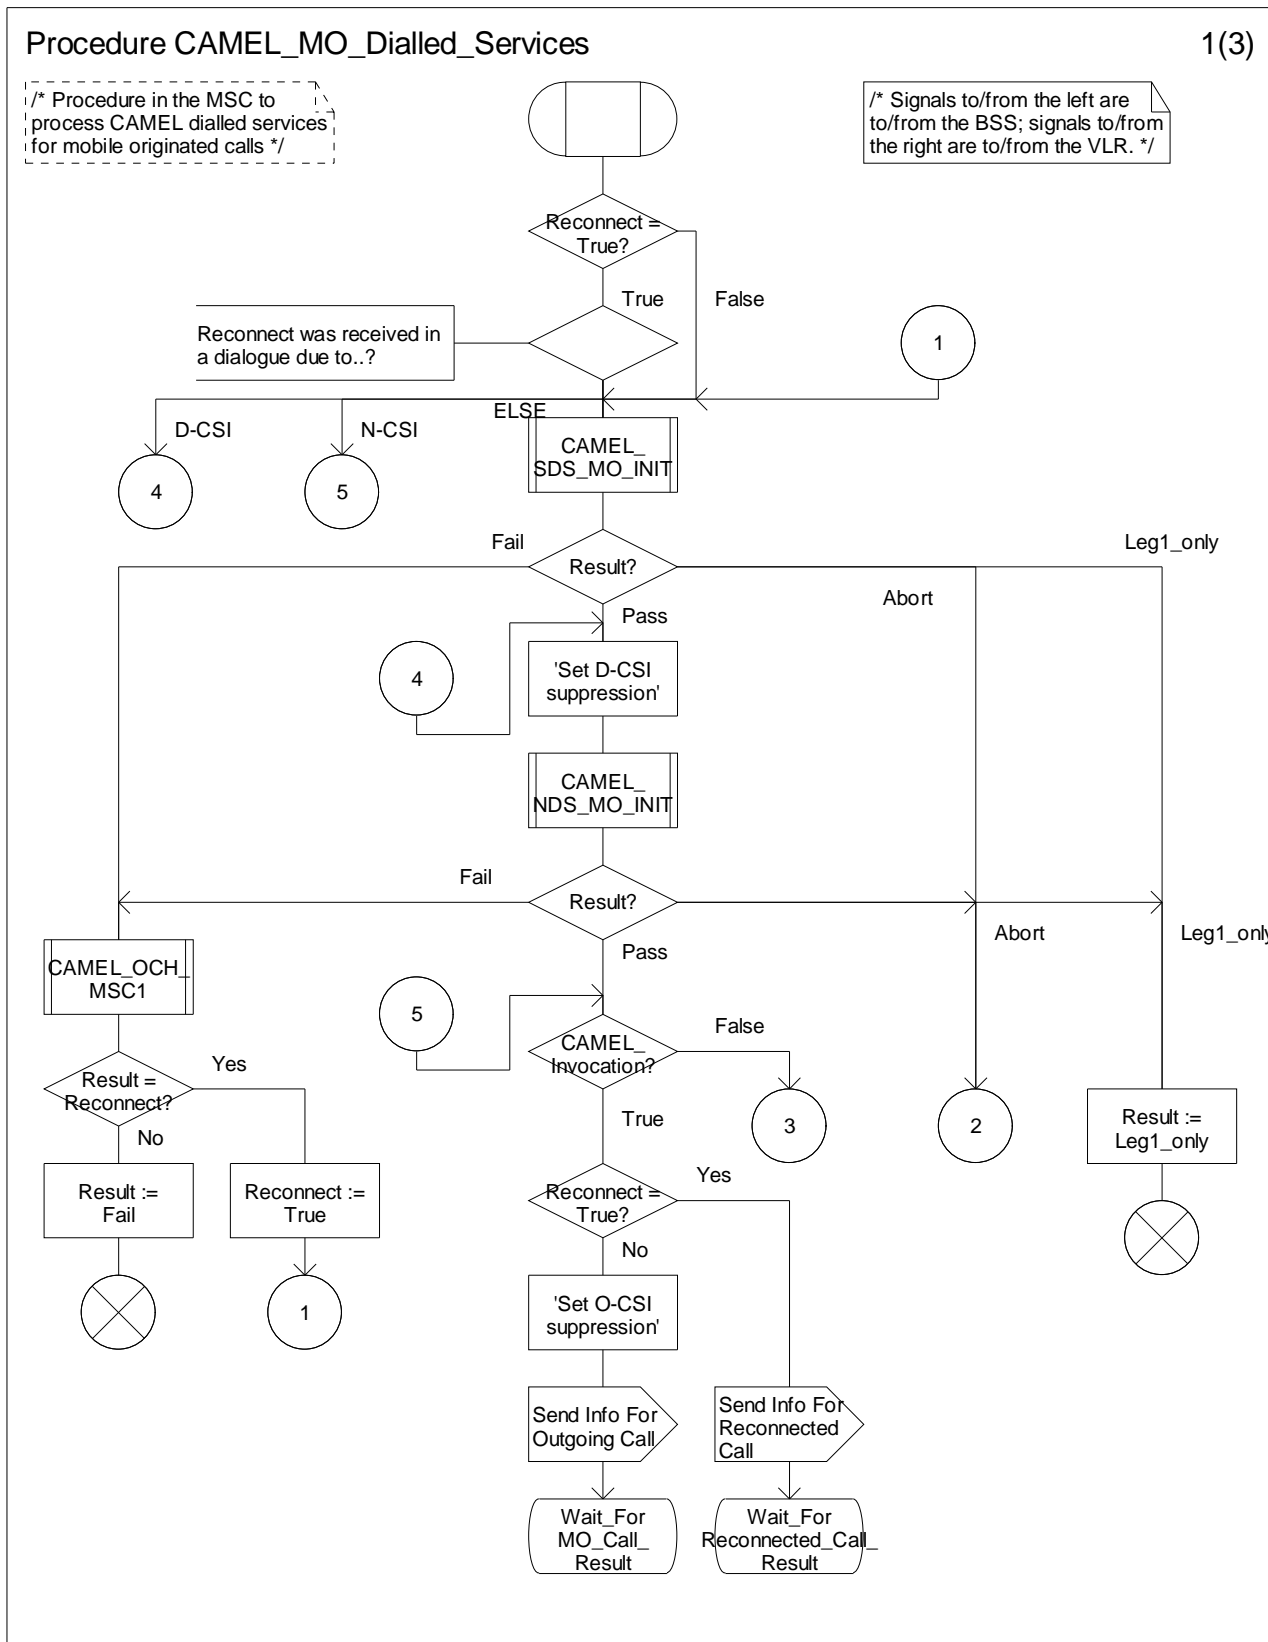 Procedure CAMEL_MO_Dialled_Services
1(3)
/* Procedure in the MSC to
process CAMEL dialled services
for mobile originated calls */
/* Signals to/from the left are
to/from the BSS; signals to/from
the right are to/from the VLR. */
Reconnect =
True?
True
False
Reconnect was received in
a dialogue due to..?
1
ELSE
D-CSI
N-CSI
CAMEL_
SDS_MO_INIT
4
5
Fail
Leg1_only
Result?
Abort
Pass
4
'Set D-CSI
suppression'
CAMEL_
NDS_MO_INIT
Fail
Result?
Abort
Leg1_only
Pass
CAMEL_OCH_
MSC1
5
False
CAMEL_
Invocation?
Yes
Result =
Reconnect?
True
3
2
Result :=
Leg1_only
No
Yes
Result :=
Fail
Reconnect :=
True
Reconnect =
True?
No
1
'Set O-CSI
suppression'
Send Info For
Outgoing Call
Send Info For
Reconnected
Call
Wait_For
MO_Call_
Result
Wait_For
Reconnected_Call_
Result